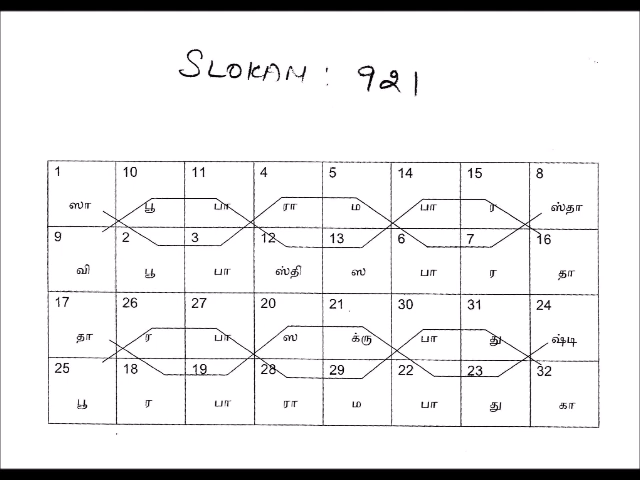 SLOKAM : 921
1 10 11 4 5 14 15 8
ஸா பூ பா ரா ம பா ர ஸ்தா
9 2 3 12 13 6 7 16
வி பூ பா ஸ்தி ஸ பா ர தா
17 26 27 20 21 30 31 24
தா ர பா ஸ க்ரு பா து ஷ்டி
25 18 19 28 29 22 23 32
பூ ர பா ரா ம பா து கா